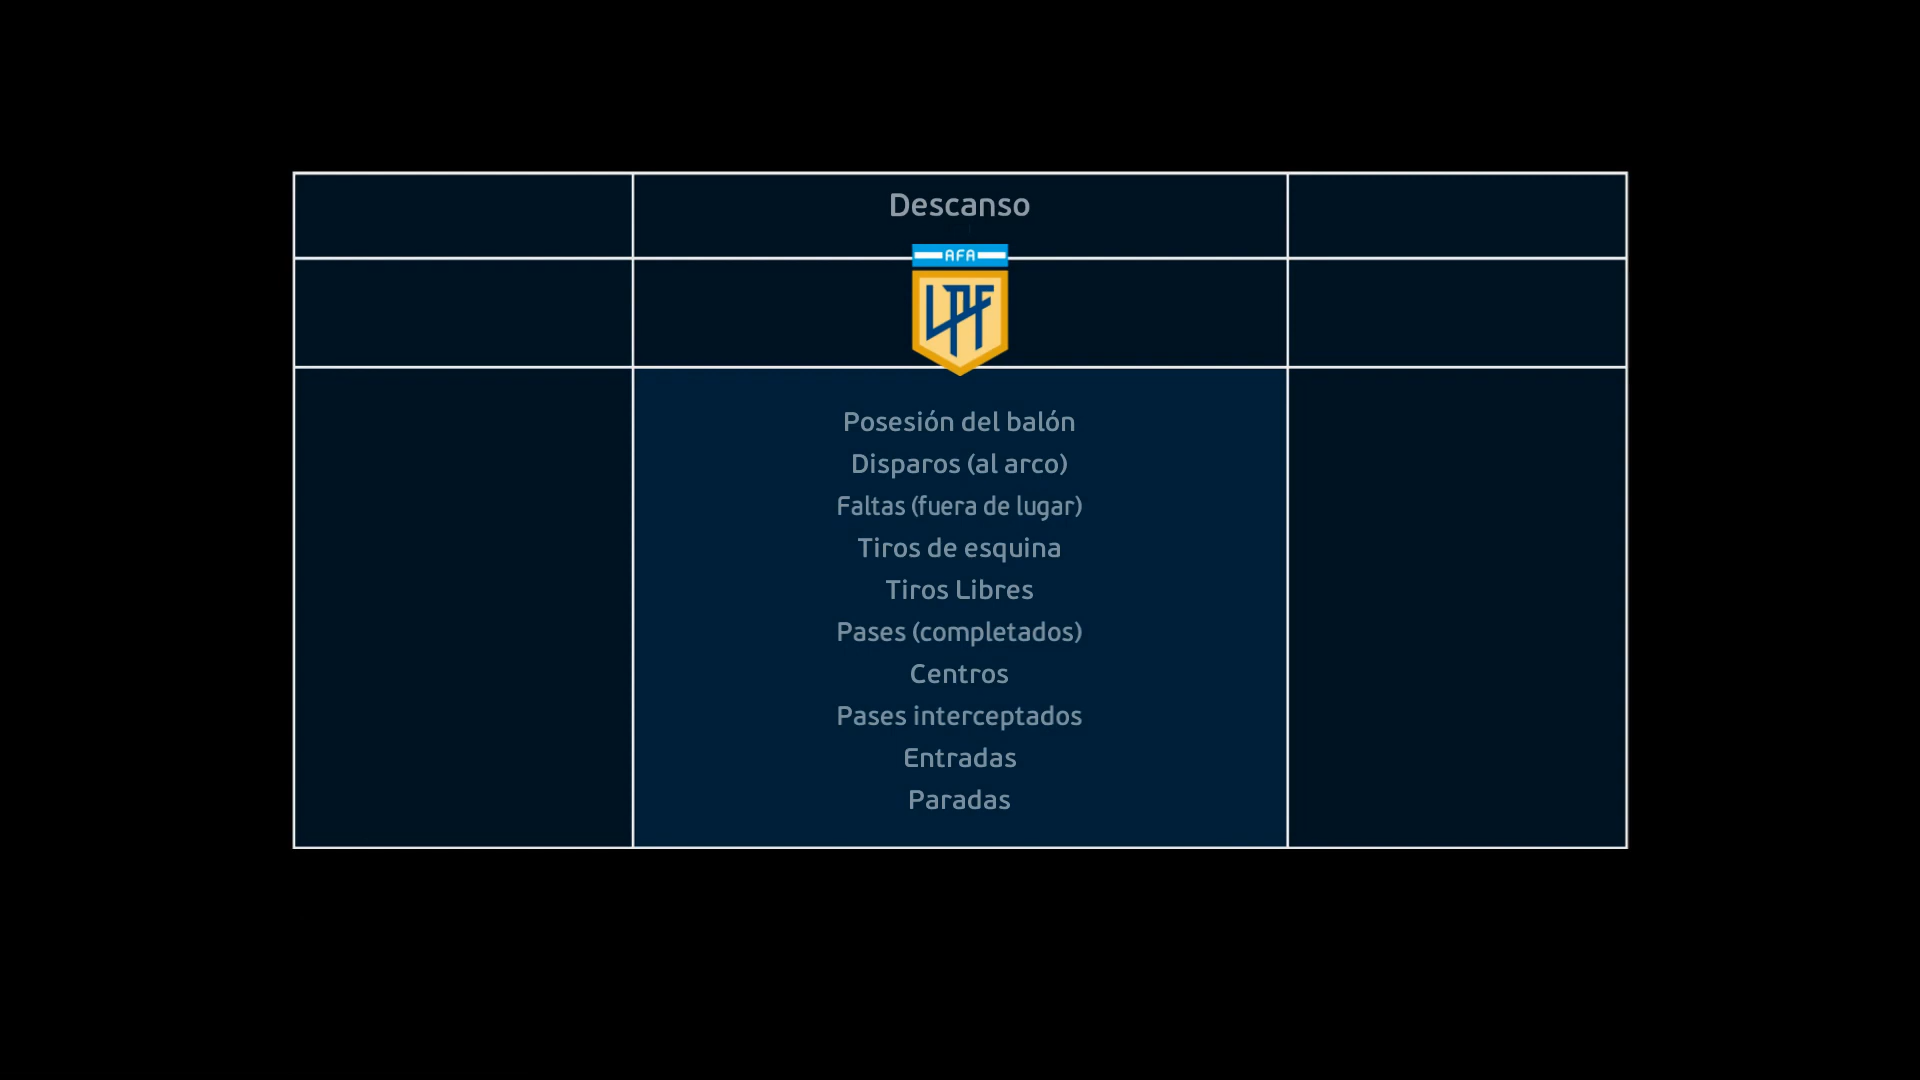 Descanso
AFA
LPF
Posesión del balón
Disparos (al arco)
Faltas (fuera de lugar)
Tiros de esquina
Tiros Libres
Pases (completados)
Centros
Pases interceptados
Entradas
Paradas